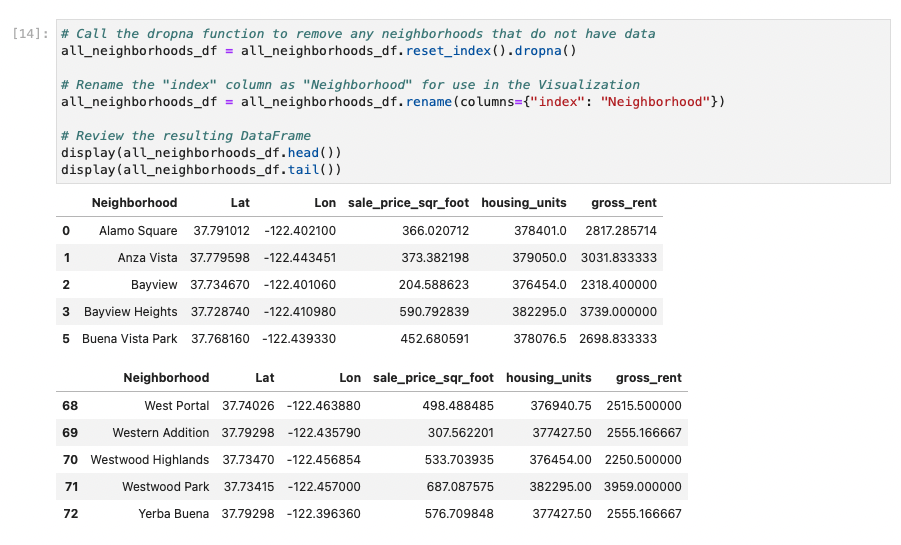 [14]: # Call the dropna function to remove any neighborhoods that do not have data
all_neighborhoods_df = all_neighborhoods_df.reset_index().dropna()
# Rename the "index" column as "Neighborhood" for use in the Visualization
all_neighborhoods_df = all_neighborhoods_df.rename(columns={"index": "Neighborhood"})
# Review the resulting DataFrame
display(all_neighborhoods_df.head())
display(all_neighborhoods_df.tail())
Neighborhood Lat Lon sale_price_sqr_foot housing_units gross_rent
0 Alamo Square 37.791012 -122.402100 366.020712 378401.0 2817.285714
1 Anza Vista 37.779598 -122.443451 373.382198 379050.0 3031.833333
2 Bayview 37.734670 -122.401060 204.588623 376454.0 2318.400000
3 Bayview Heights 37.728740 -122.410980 590.792839 382295.0 3739.000000
5 Buena Vista Park 37.768160 -122.439330 452.680591 378076.5 2698.833333
Neighborhood Lat Lon sale_price_sqr_foot housing_units gross_rent
68 West Portal 37.74026 -122.463880 498.488485 376940.75 2515.500000
69 Western Addition 37.79298 -122.435790 307.562201 377427.50 2555.166667
70 Westwood Highlands 37.73470 -122.456854 533.703935 376454.00 2250.500000
71 Westwood Park 37.73415 -122.457000 687.087575 382295.00 3959.000000
72 Yerba Buena 37.79298 -122.396360 576.709848 377427.50 2555.166667